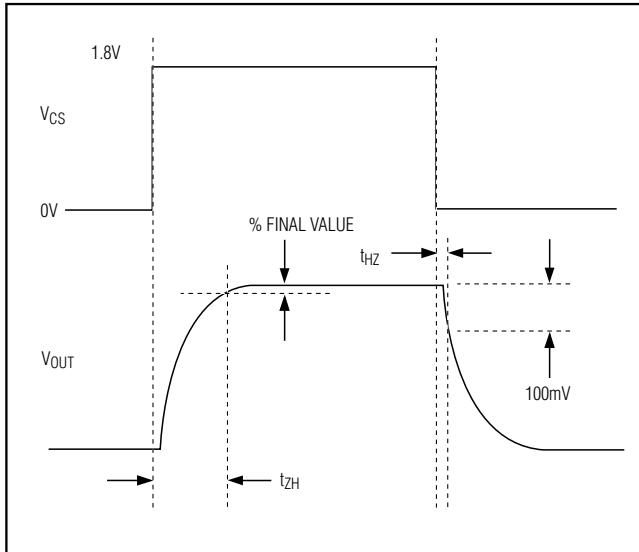 1.8V
VCS
0V
% FINAL VALUE
tHZ
VOUT
100mV
tZH